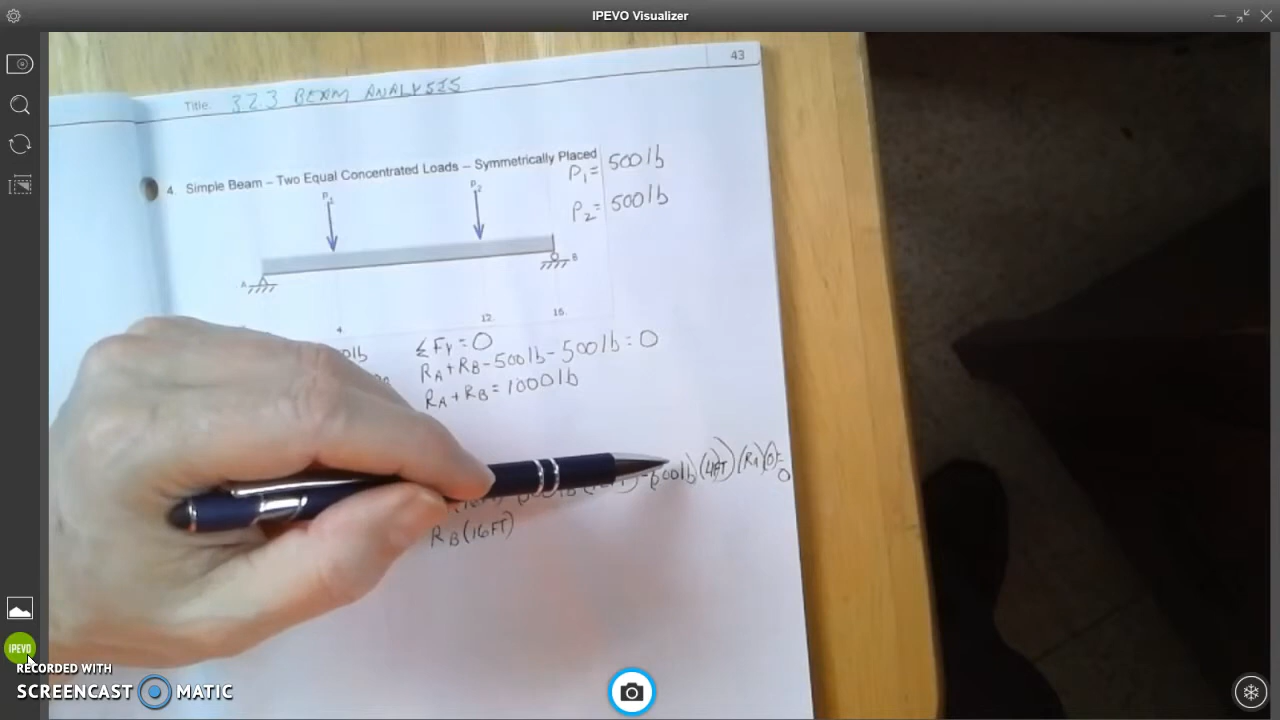 IPEVO Visualizer
43
Title: 323 BEAM ANALYSIS
4. Simple Beam – Two Equal Concentrated Loads – Symmetrically Placed
P1= 500lb
P2= 500lb
P1
P2
A
B
4 12 16
lb
ΣFY=0
RA+RB-500lb-500lb=0
RA+RB=1000lb
-500lb(4FT)(RA)(0)=
0
RB(16FT)
IPEVO
RECORDED WITH
SCREENCAST MATIC